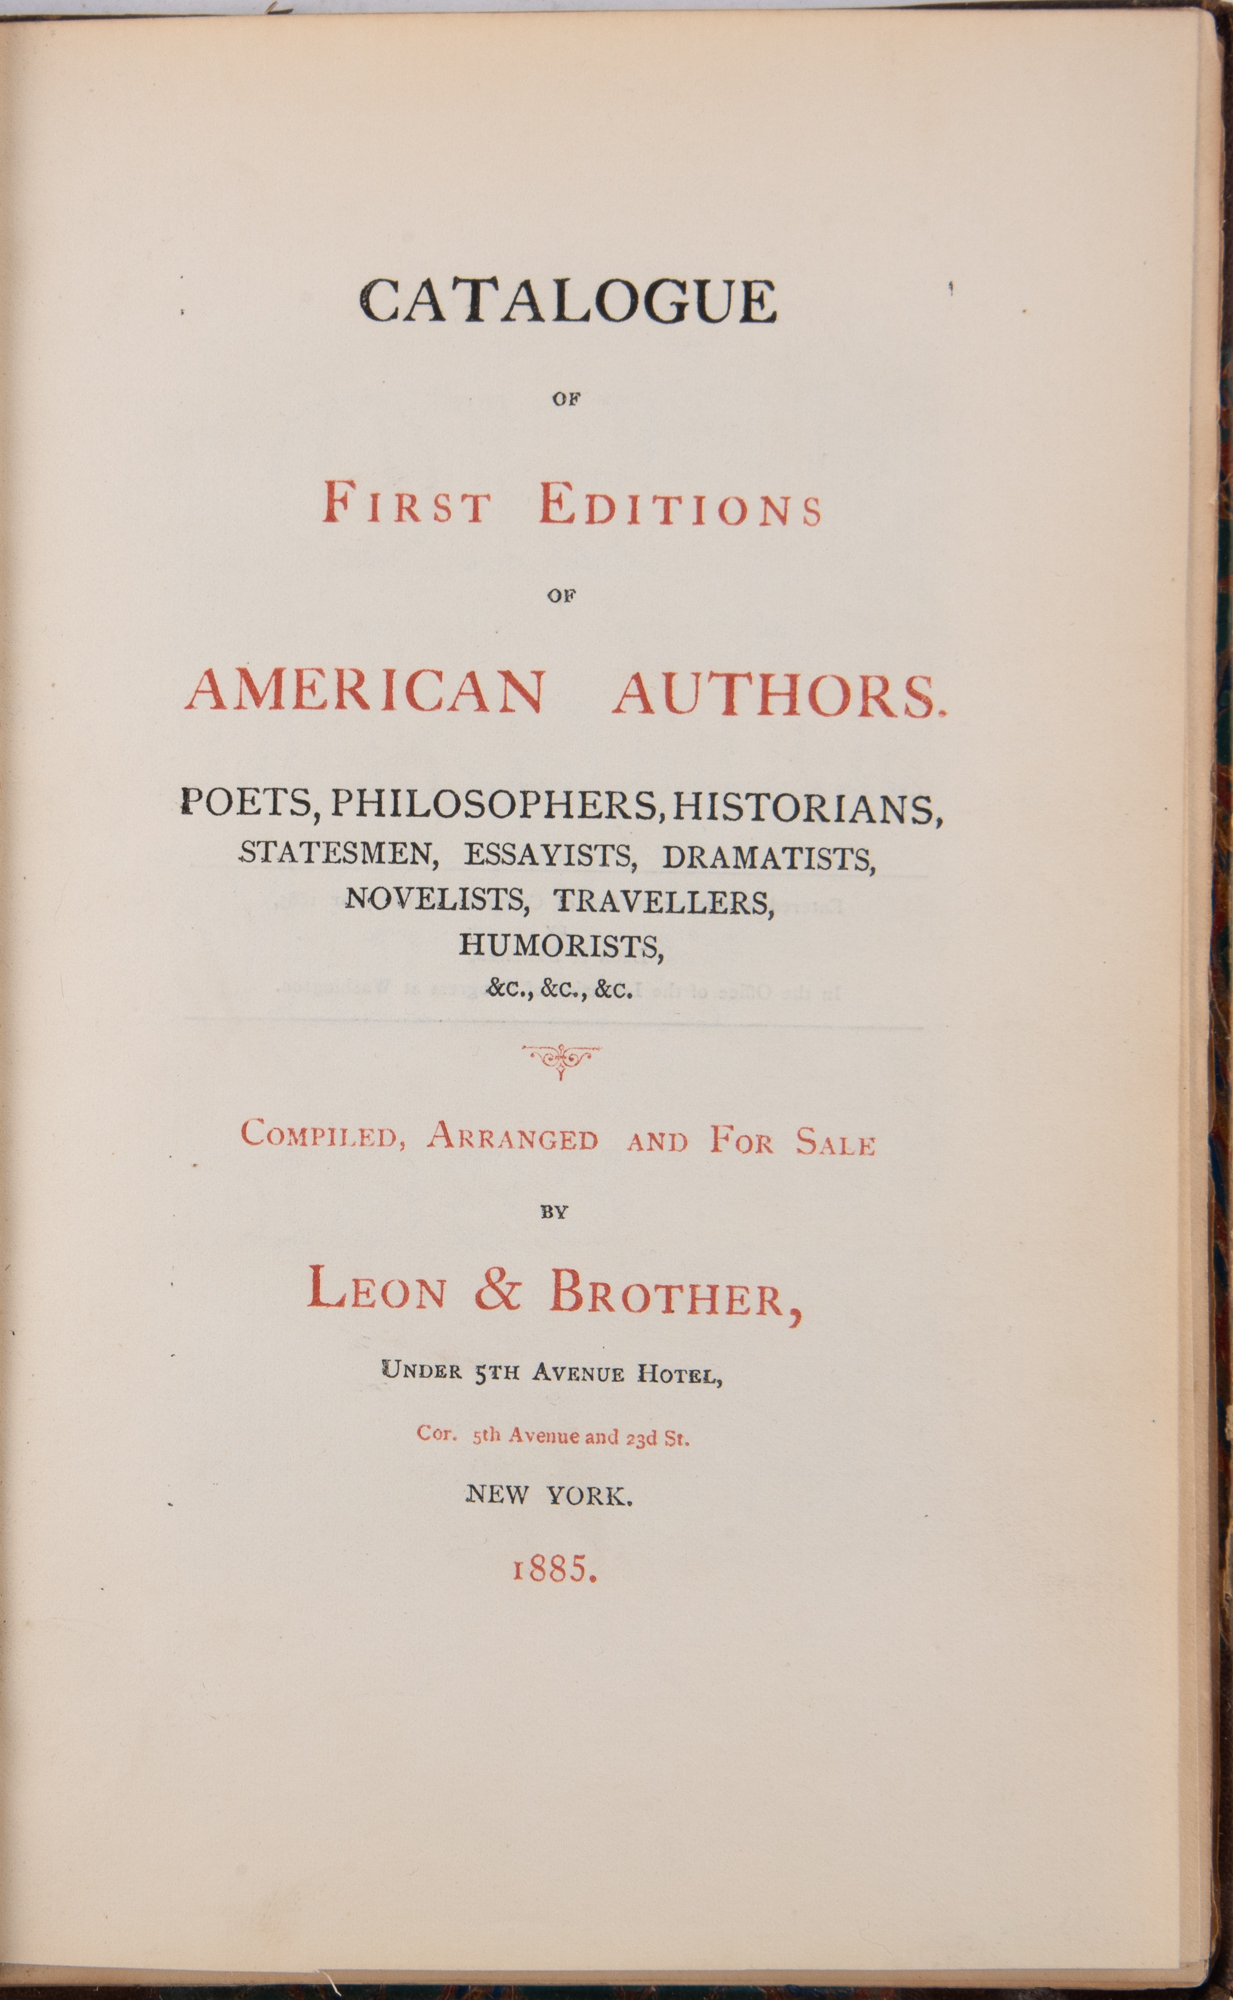 CATALOGUE
OF
FIRST EDITIONS
OF
AMERICAN AUTHORS.
POETS, PHILOSOPHERS, HISTORIANS,
STATESMEN, ESSAYISTS, DRAMATISTS,
NOVELISTS, TRAVELLERS,
HUMORISTS,
&C., &C., &C.
COMPILED, ARRANGED AND FOR SALE
BY
LEON & BROTHER,
UNDER 5TH AVENUE HOTEL,
Cor. 5th Avenue and 23d St.
NEW YORK.
1885.